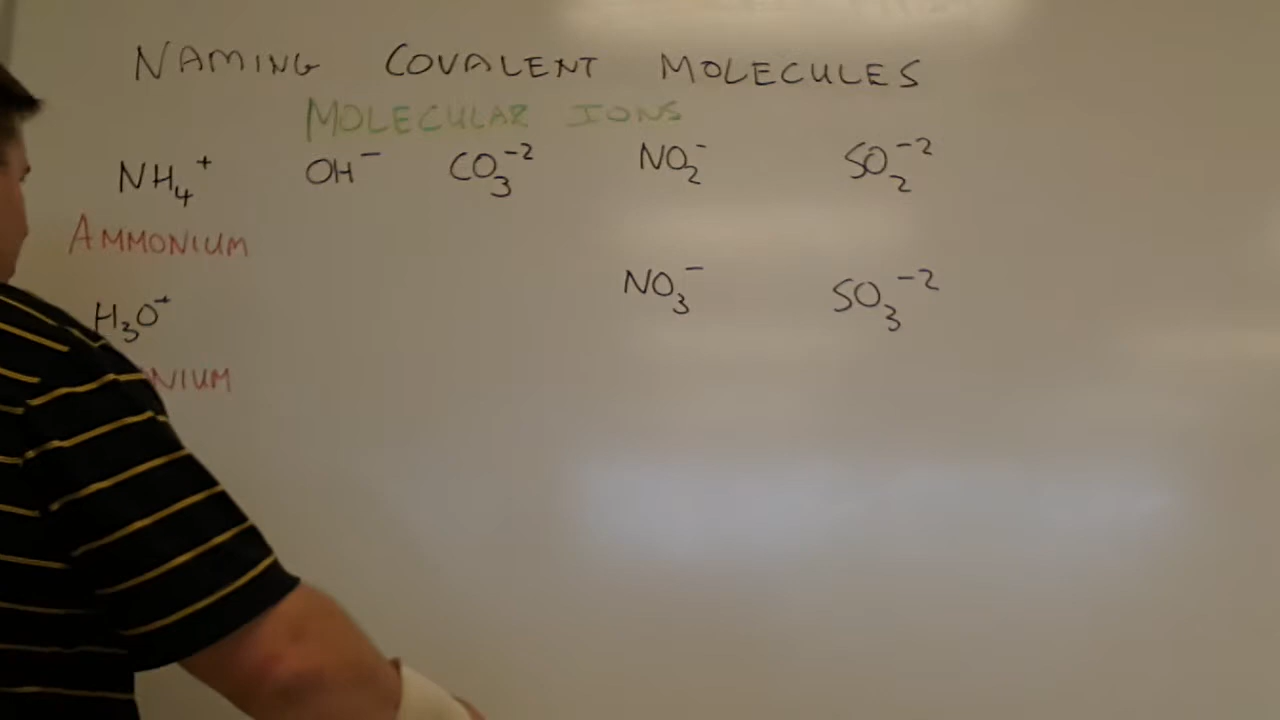 NAMING COVALENT MOLECULES
MOLECULAR IONS
NH₄⁺ OH⁻ CO₃⁻² NO₂⁻ SO₂⁻²
AMMONIUM
NO₃⁻ SO₃⁻²
H₃O⁺
NIUM